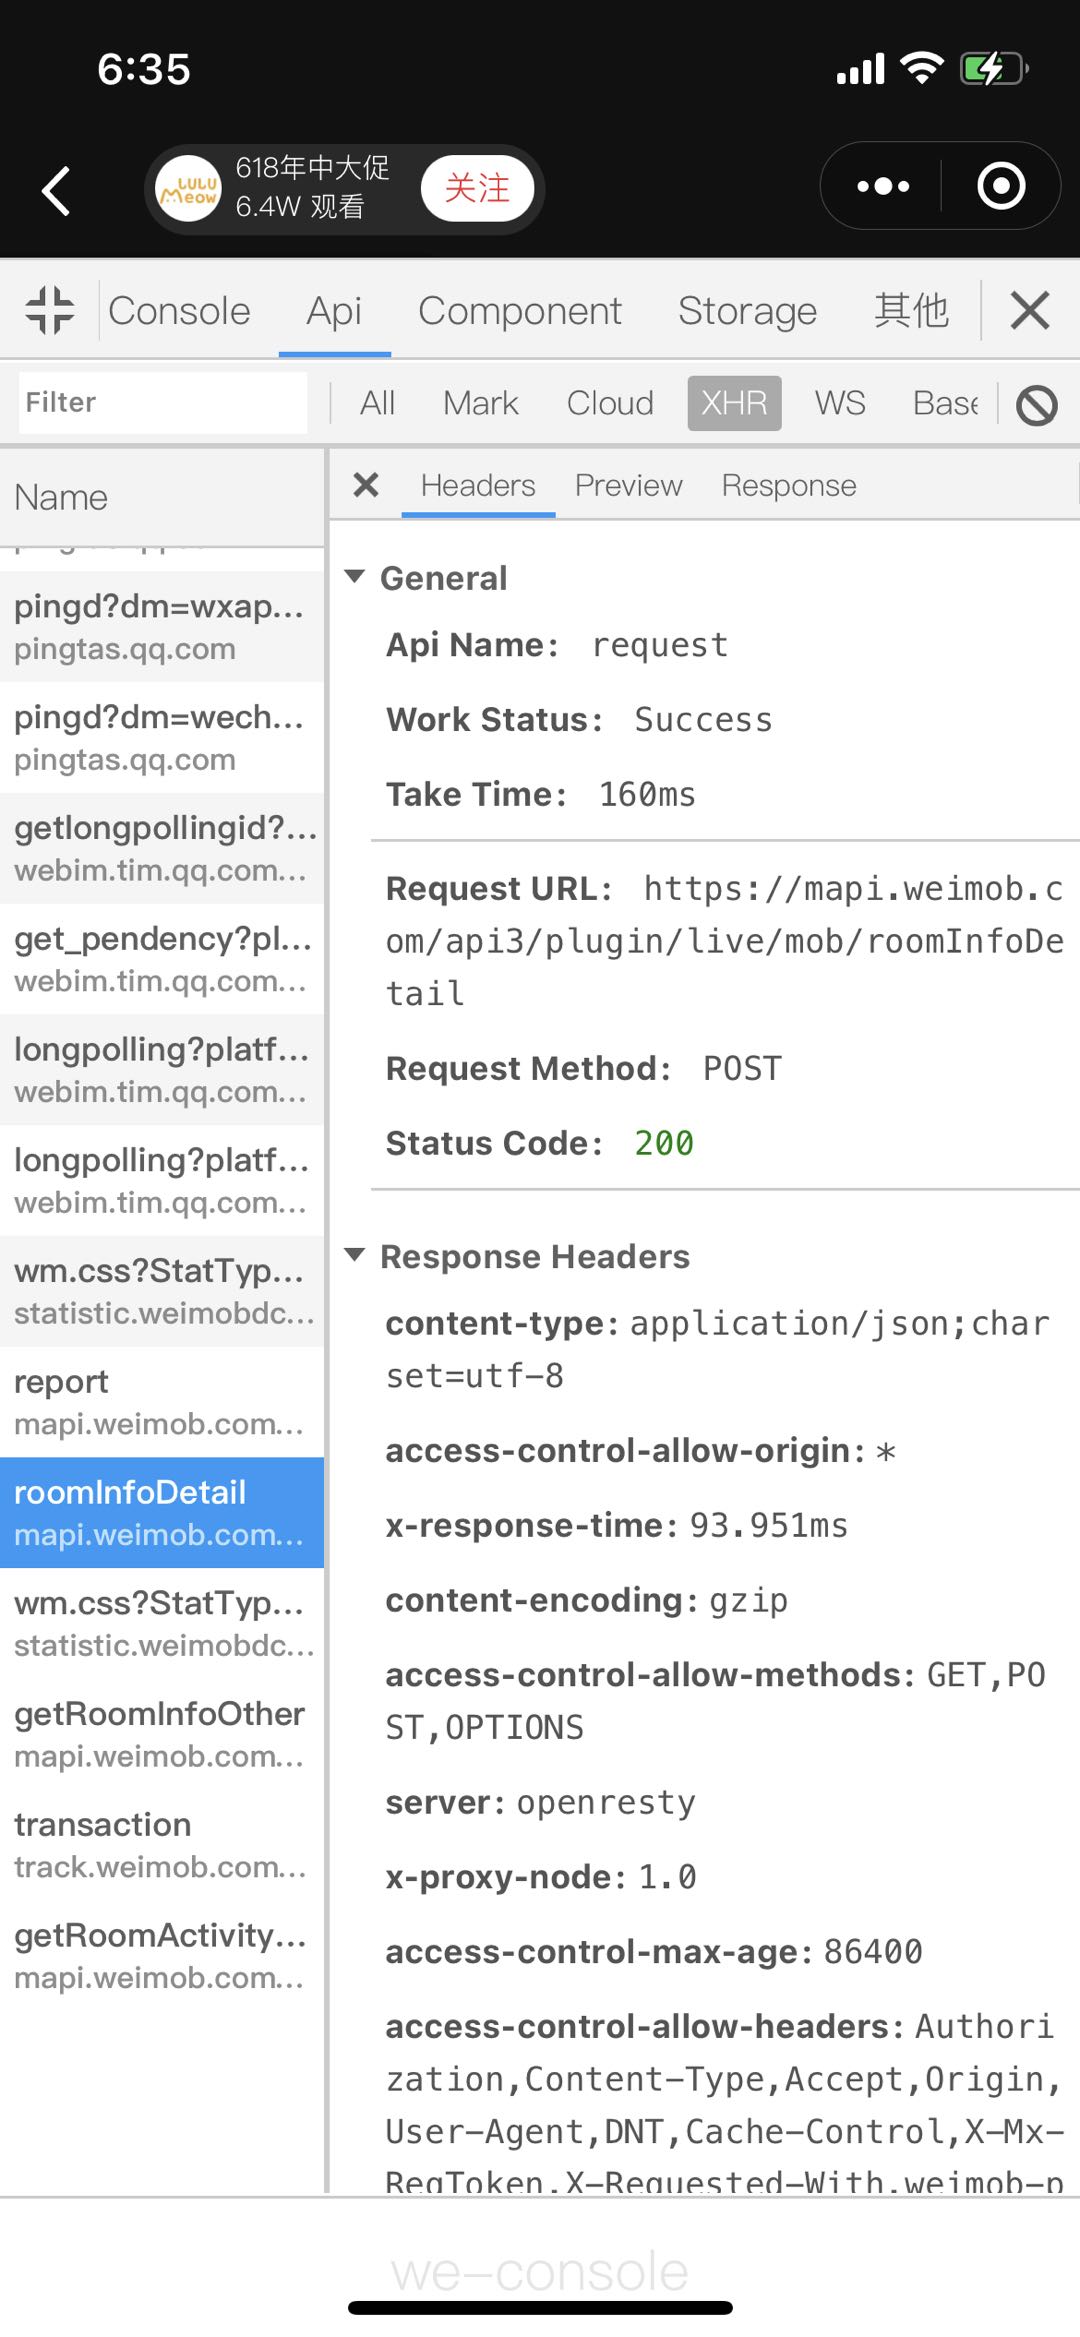 6:35
LULU
Meow
618年中大促
6.4W 观看
关注
Console Api Component Storage 其他
Filter All Mark Cloud XHR WS Base
Name
Headers Preview Response
pingd?dm=wxap...
pingtas.qq.com
pingd?dm=wech...
pingtas.qq.com
getlongpollingid?...
webim.tim.qq.com...
get_pendency?pl...
webim.tim.qq.com...
longpolling?platf...
webim.tim.qq.com...
longpolling?platf...
webim.tim.qq.com...
wm.css?StatTyp...
statistic.weimobdc...
report
mapi.weimob.com...
roomInfoDetail
mapi.weimob.com...
wm.css?StatTyp...
statistic.weimobdc...
getRoomInfoOther
mapi.weimob.com...
transaction
track.weimob.com...
getRoomActivity...
mapi.weimob.com...
General
Api Name: request
Work Status: Success
Take Time: 160ms
Request URL: https://mapi.weimob.c
om/api3/plugin/live/mob/roomInfoDe
tail
Request Method: POST
Status Code: 200
Response Headers
content-type: application/json;char
set=utf-8
access-control-allow-origin: *
x-response-time: 93.951ms
content-encoding: gzip
access-control-allow-methods: GET,PO
ST,OPTIONS
server: openresty
x-proxy-node: 1.0
access-control-max-age: 86400
access-control-allow-headers: Authori
zation,Content-Type,Accept,Origin,
User-Agent,DNT,Cache-Control,X-Mx-
ReqToken,X-Requested-With,weimob-p
we-console